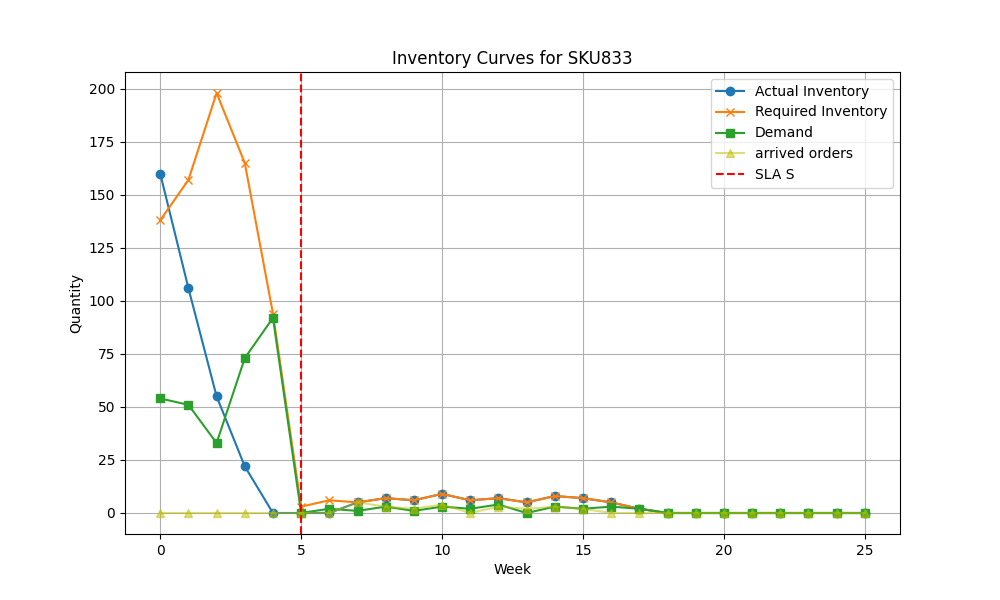 Inventory Curves for SKU833
Actual Inventory
Required Inventory
Demand
arrived orders
SLA S
Quantity
200
175
150
125
100
75
50
25
0
0 5 10 15 20 25
Week